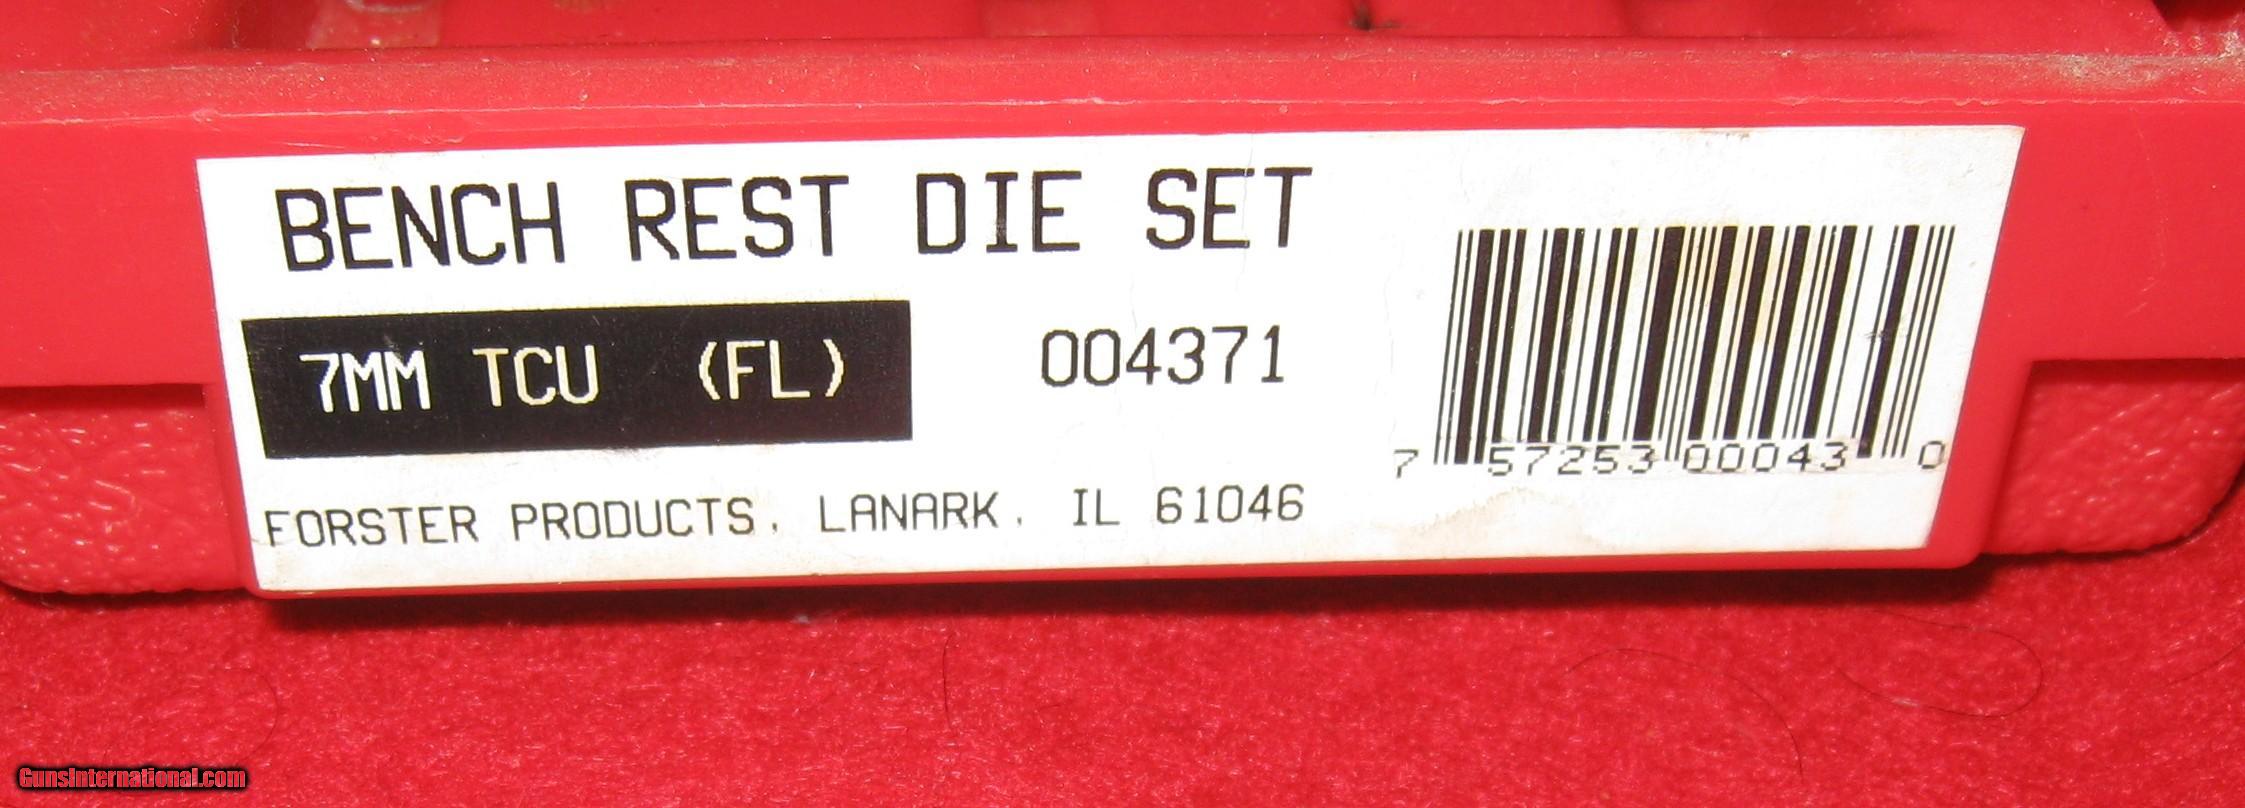 BENCH REST DIE SET
7MM TCU (FL)
004371
7 57253 00043 0
FORSTER PRODUCTS, LANARK, IL 61046
GunsInternational.com